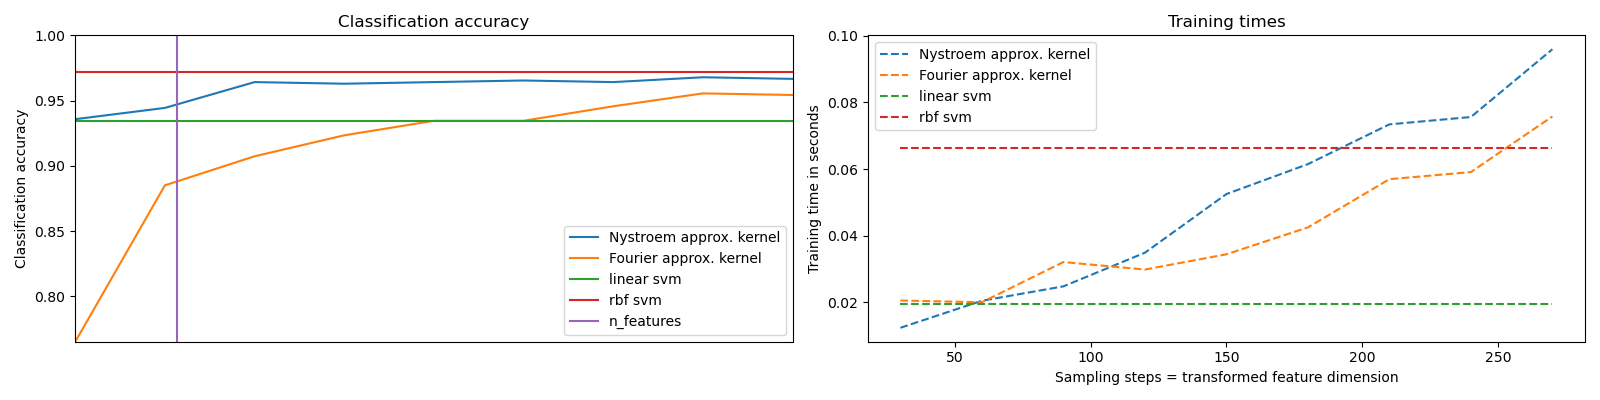 Classification accuracy
Classification accuracy
1.00
0.95
0.90
0.85
0.80
Nystroem approx. kernel
Fourier approx. kernel
linear svm
rbf svm
n_features
Training times
Training time in seconds
0.10
0.08
0.06
0.04
0.02
Nystroem approx. kernel
Fourier approx. kernel
linear svm
rbf svm
50 100 150 200 250
Sampling steps = transformed feature dimension